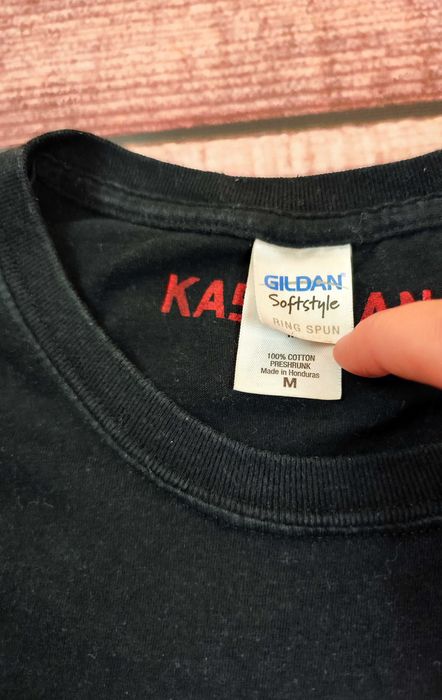 GILDAN
Softstyle
RING SPUN
100% COTTON
PRESHRUNK
Made in Honduras
M